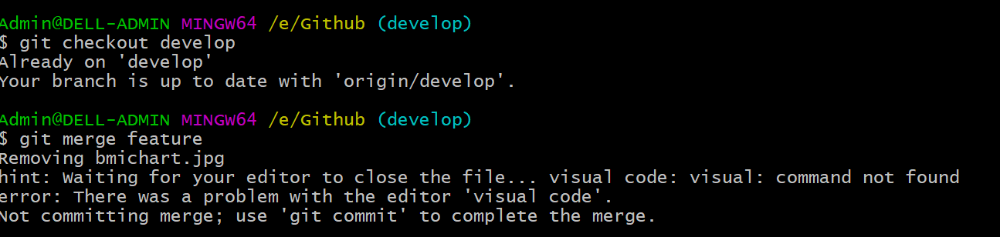 Admin@DELL-ADMIN MINGW64 /e/Github (develop)
$ git checkout develop
Already on 'develop'
Your branch is up to date with 'origin/develop'.
Admin@DELL-ADMIN MINGW64 /e/Github (develop)
$ git merge feature
Removing bmichart.jpg
hint: Waiting for your editor to close the file... visual code: visual: command not found
error: There was a problem with the editor 'visual code'.
Not committing merge; use 'git commit' to complete the merge.